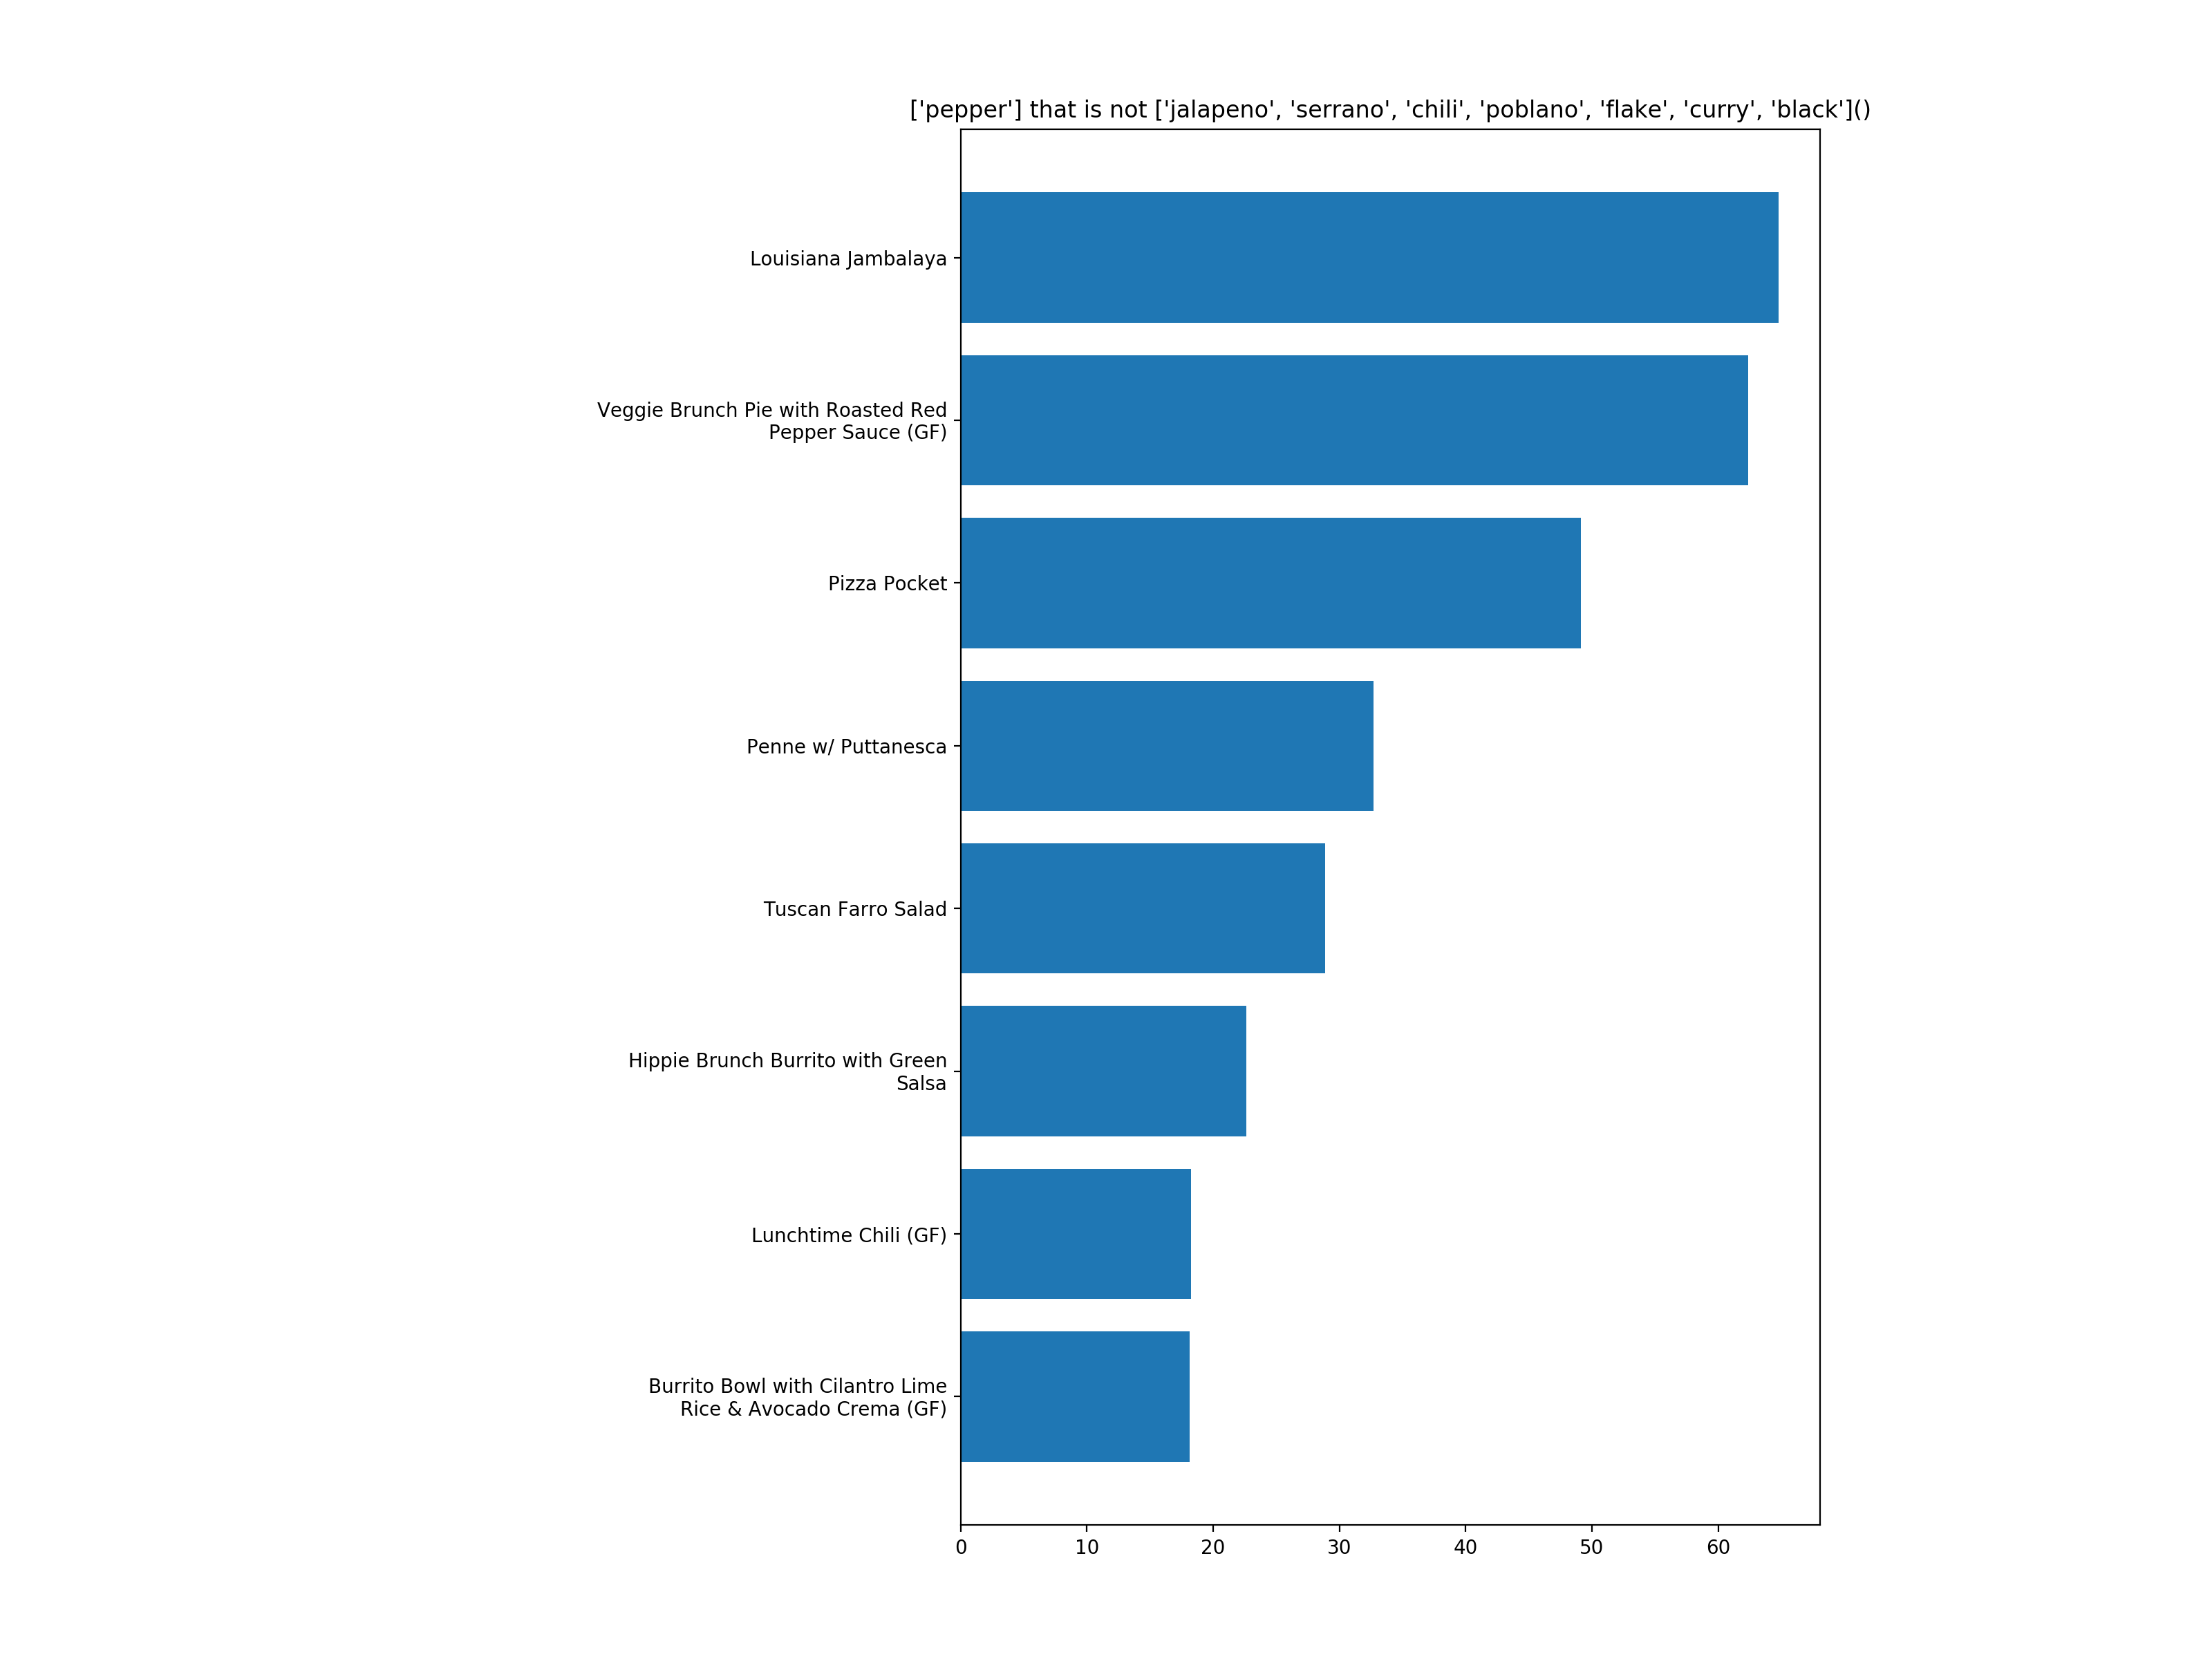 ['pepper'] that is not ['jalapeno', 'serrano', 'chili', 'poblano', 'flake', 'curry', 'black']()
Louisiana Jambalaya
Veggie Brunch Pie with Roasted Red
Pepper Sauce (GF)
Pizza Pocket
Penne w/ Puttanesca
Tuscan Farro Salad
Hippie Brunch Burrito with Green
Salsa
Lunchtime Chili (GF)
Burrito Bowl with Cilantro Lime
Rice & Avocado Crema (GF)
0 10 20 30 40 50 60